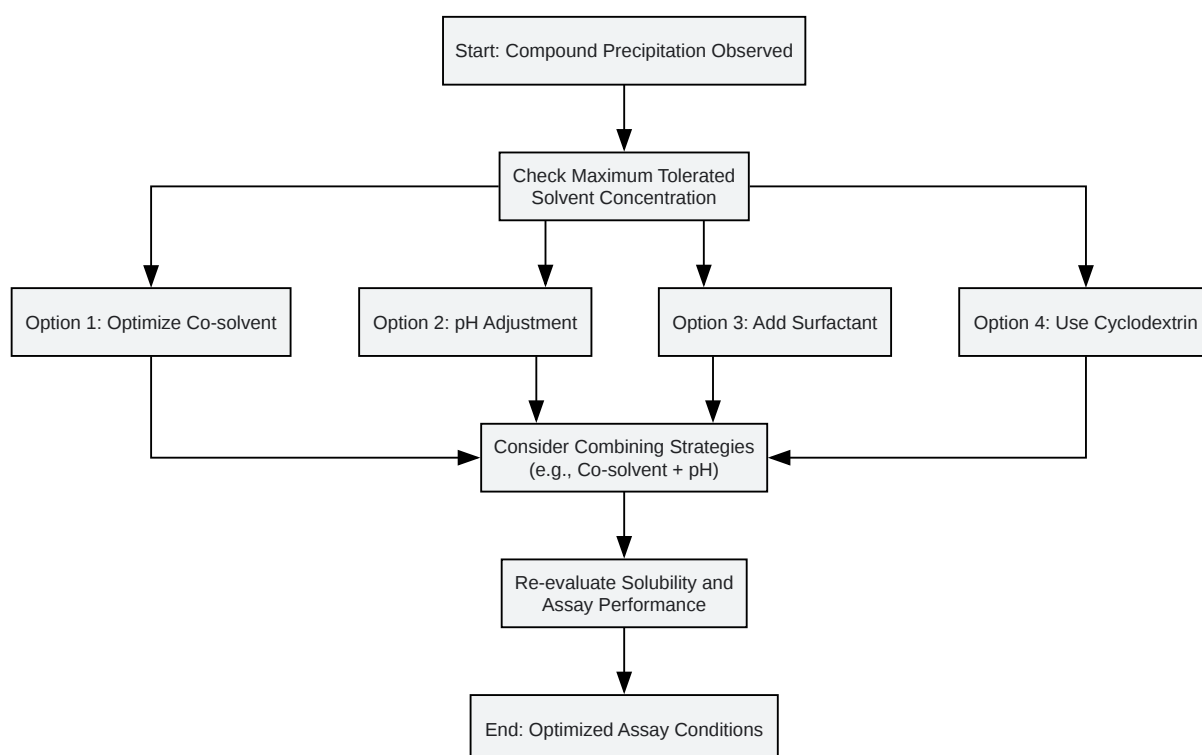 Start: Compound Precipitation Observed
Check Maximum Tolerated
Solvent Concentration
Option 1: Optimize Co-solvent
Option 2: pH Adjustment
Option 3: Add Surfactant
Option 4: Use Cyclodextrin
Consider Combining Strategies
(e.g., Co-solvent + pH)
Re-evaluate Solubility and
Assay Performance
End: Optimized Assay Conditions